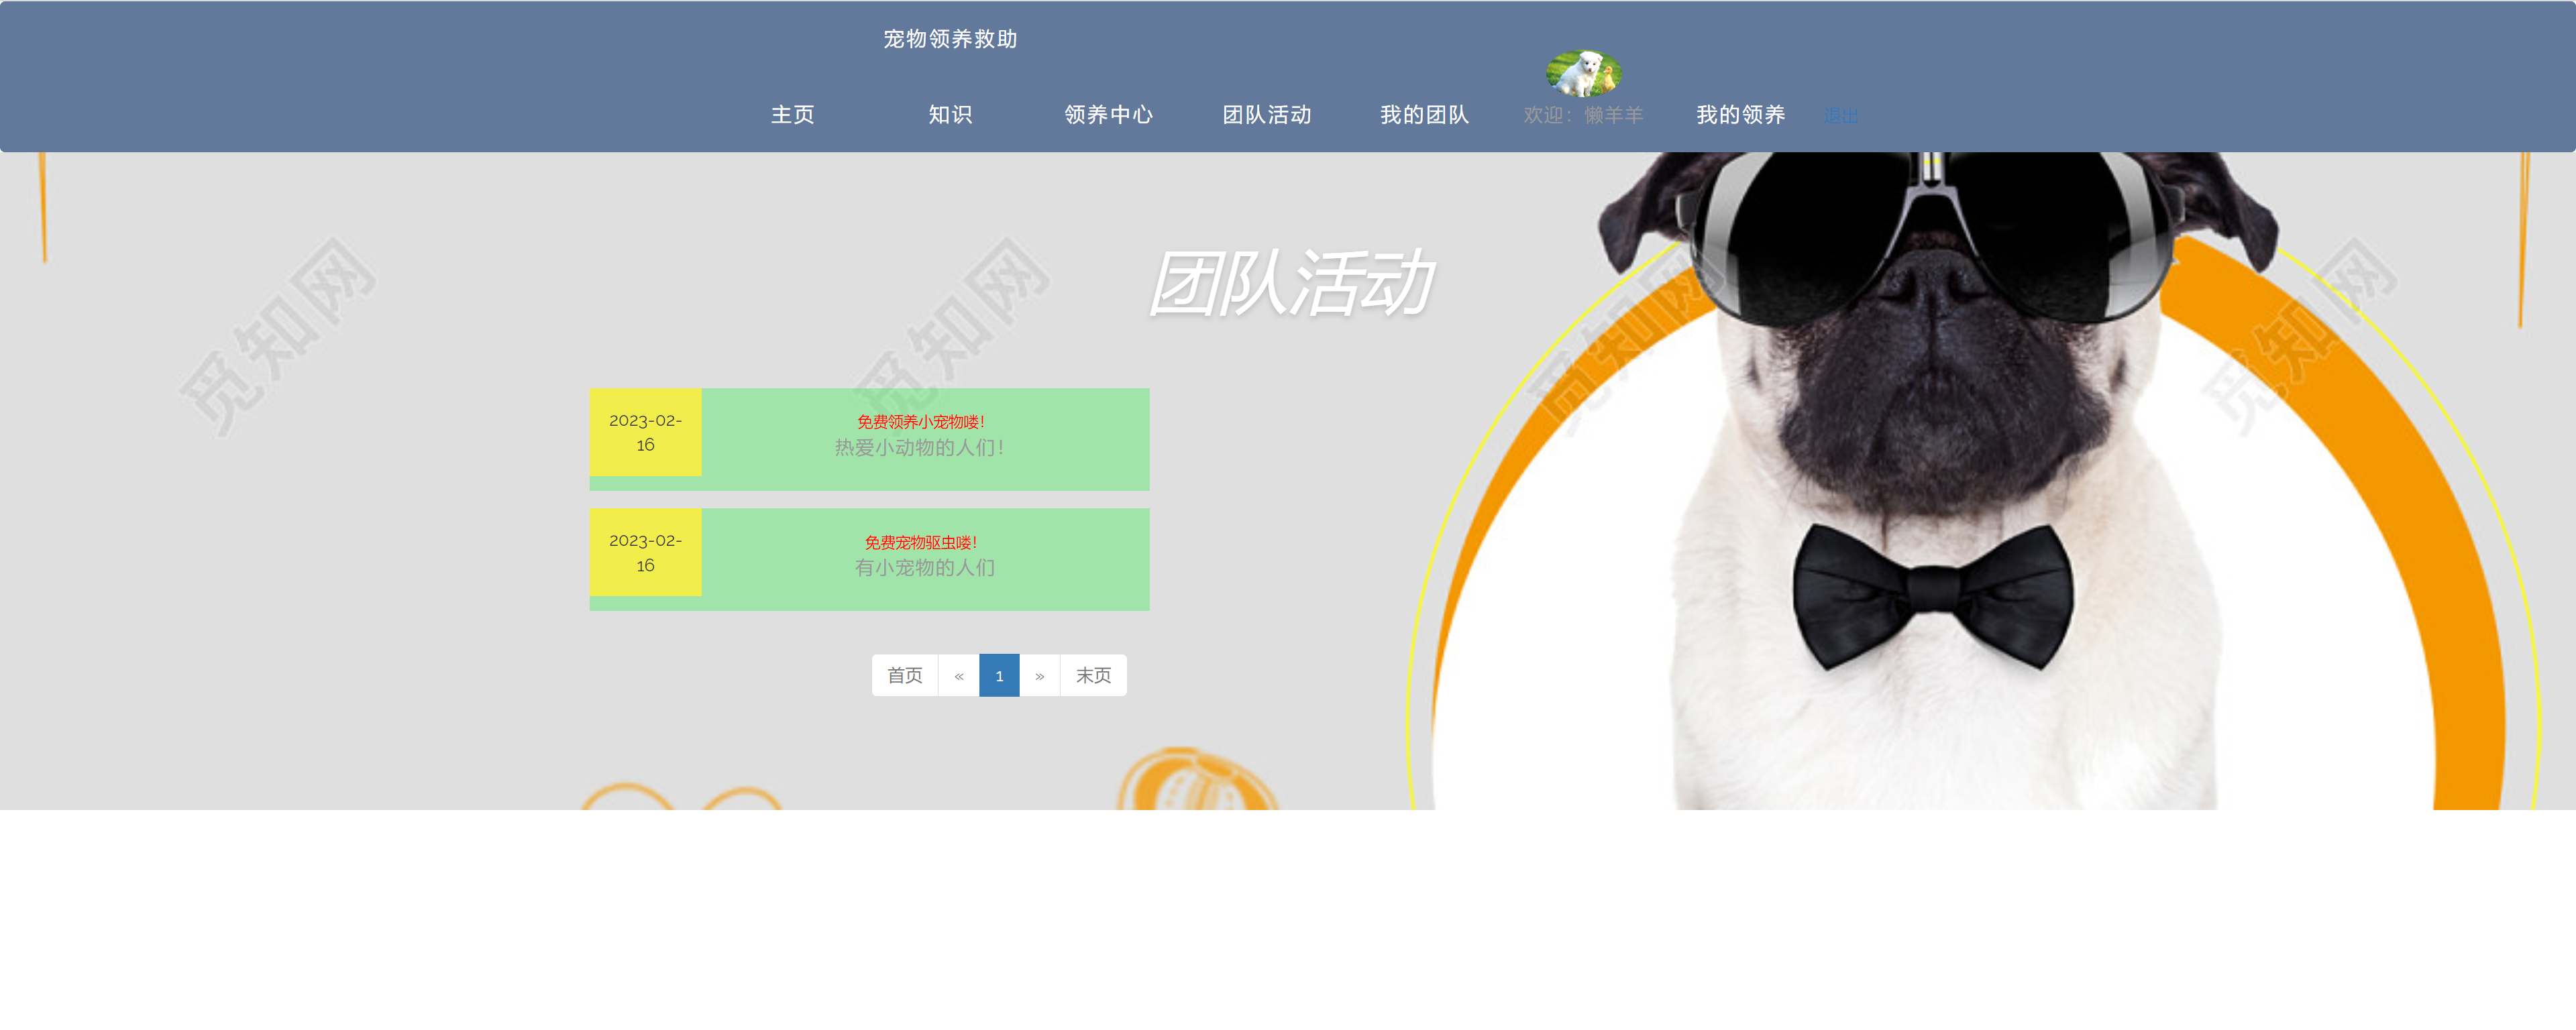 宠物领养救助
主页
知识
领养中心
团队活动
我的团队
欢迎：懒羊羊
我的领养
退出
团队活动
觅知网
觅知网
觅知网
觅知网
2023-02-
16
免费领养小宠物喽！
热爱小动物的人们！
2023-02-
16
免费宠物驱虫喽！
有小宠物的人们
首页
«
1
»
末页